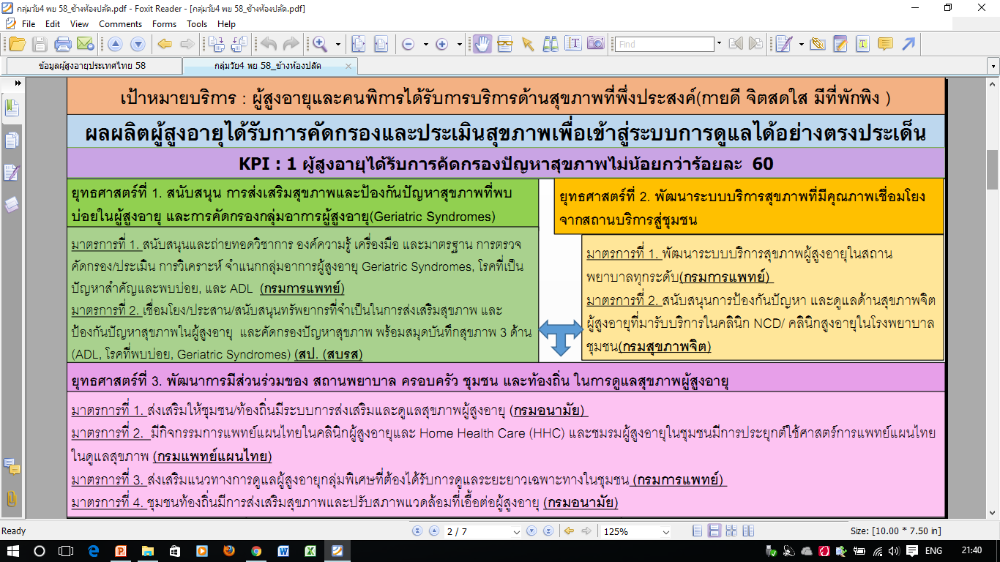 กลุ่มวัย4 พย 58_ข้างห้องปลัด.pdf - Foxit Reader - [กลุ่มวัย4 พย 58_ข้างห้องปลัด.pdf]
File Edit View Comments Forms Tools Help
Find
ข้อมูลผู้สูงอายุประเทศไทย 58
กลุ่มวัย4 พย 58_ข้างห้องปลัด
เป้าหมายบริการ : ผู้สูงอายุและคนพิการได้รับการบริการด้านสุขภาพที่พึ่งประสงค์(กายดี จิตสดใส มีที่พักพิง )
ผลผลิตผู้สูงอายุได้รับการคัดกรองและประเมินสุขภาพเพื่อเข้าสู่ระบบการดูแลได้อย่างตรงประเด็น
KPI : 1 ผู้สูงอายุได้รับการคัดกรองปัญหาสุขภาพไม่น้อยกว่าร้อยละ 60
ยุทธศาสตร์ที่ 1. สนับสนุน การส่งเสริมสุขภาพและป้องกันปัญหาสุขภาพที่พบ
บ่อยในผู้สูงอายุ และการคัดกรองกลุ่มอาการผู้สูงอายุ(Geriatric Syndromes)
มาตรการที่ 1. สนับสนุนและถ่ายทอดวิชาการ องค์ความรู้ เครื่องมือ และมาตรฐาน การตรวจ
คัดกรอง/ประเมิน การวิเคราะห์ จำแนกกลุ่มอาการผู้สูงอายุ Geriatric Syndromes, โรคที่เป็น
ปัญหาสำคัญและพบบ่อย, และ ADL (กรมการแพทย์)
มาตรการที่ 2. เชื่อมโยง/ประสาน/สนับสนุนทรัพยากรที่จำเป็นในการส่งเสริมสุขภาพ และ
ป้องกันปัญหาสุขภาพในผู้สูงอายุ และคัดกรองปัญหาสุขภาพ พร้อมสมุดบันทึกสุขภาพ 3 ด้าน
(ADL, โรคที่พบบ่อย, Geriatric Syndromes) (สป. (สบรส)
ยุทธศาสตร์ที่ 2. พัฒนาระบบบริการสุขภาพที่มีคุณภาพเชื่อมโยง
จากสถานบริการสู่ชุมชน
มาตรการที่ 1. พัฒนาระบบบริการสุขภาพผู้สูงอายุในสถาน
พยาบาลทุกระดับ(กรมการแพทย์)
มาตรการที่ 2. สนับสนุนการป้องกันปัญหา และดูแลด้านสุขภาพจิต
ผู้สูงอายุที่มารับบริการในคลินิก NCD/ คลินิกสูงอายุในโรงพยาบาล
ชุมชน(กรมสุขภาพจิต)
ยุทธศาสตร์ที่ 3. พัฒนาการมีส่วนร่วมของ สถานพยาบาล ครอบครัว ชุมชน และท้องถิ่น ในการดูแลสุขภาพผู้สูงอายุ
มาตรการที่ 1. ส่งเสริมให้ชุมชน/ท้องถิ่นมีระบบการส่งเสริมและดูแลสุขภาพผู้สูงอายุ (กรมอนามัย)
มาตรการที่ 2. มีกิจกรรมการแพทย์แผนไทยในคลินิกผู้สูงอายุและ Home Health Care (HHC) และชมรมผู้สูงอายุในชุมชนมีการประยุกต์ใช้ศาสตร์การแพทย์แผนไทย
ในดูแลสุขภาพ (กรมแพทย์แผนไทย)
มาตรการที่ 3. ส่งเสริมแนวทางการดูแลผู้สูงอายุกลุ่มพิเศษที่ต้องได้รับการดูแลระยะยาวเฉพาะทางในชุมชน (กรมการแพทย์)
มาตรการที่ 4. ชุมชนท้องถิ่นมีการส่งเสริมสุขภาพและปรับสภาพแวดล้อมที่เอื้อต่อผู้สูงอายุ (กรมอนามัย)
Ready
2 / 7
125%
Size: [10.00 * 7.50 in]
ENG
21:40